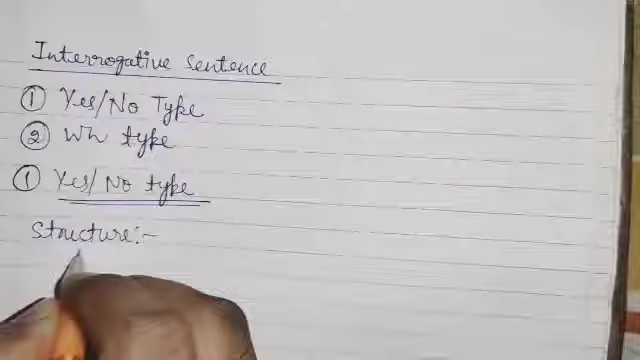 Interrogative Sentence
① Yes/No Type
② Wh type
① Yes/No type
Structure:-